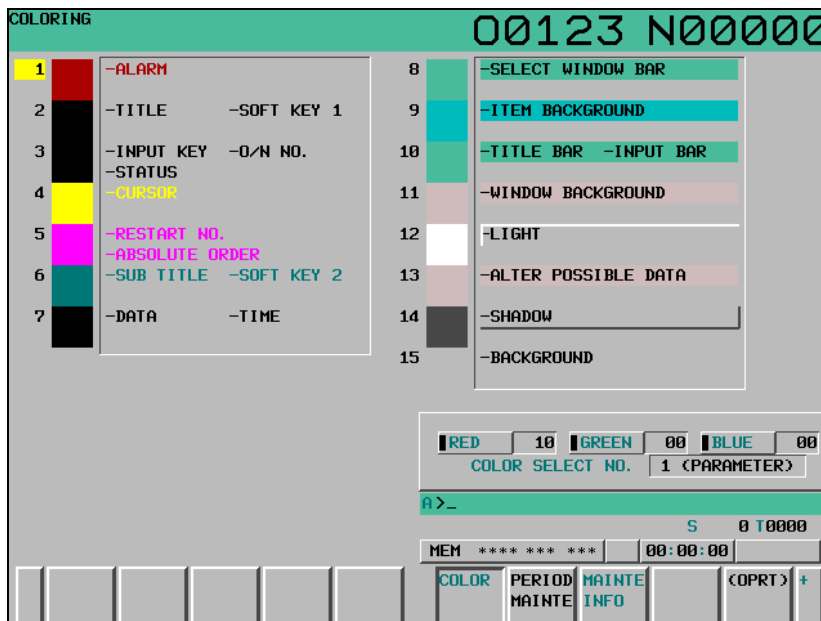 COLORING
O0123 N00000
1 -ALARM
2 -TITLE -SOFT KEY 1
3 -INPUT KEY -O/N NO.
-STATUS
4 -CURSOR
5 -RESTART NO.
-ABSOLUTE ORDER
6 -SUB TITLE -SOFT KEY 2
7 -DATA -TIME
8 -SELECT WINDOW BAR
9 -ITEM BACKGROUND
10 -TITLE BAR -INPUT BAR
11 -WINDOW BACKGROUND
12 -LIGHT
13 -ALTER POSSIBLE DATA
14 -SHADOW
15 -BACKGROUND
RED 10 GREEN 00 BLUE 00
COLOR SELECT NO. 1 (PARAMETER)
A>_
S 0 T0000
MEM **** *** *** 00:00:00
COLOR PERIOD MAINTE (OPRT) +
MAINTE INFO